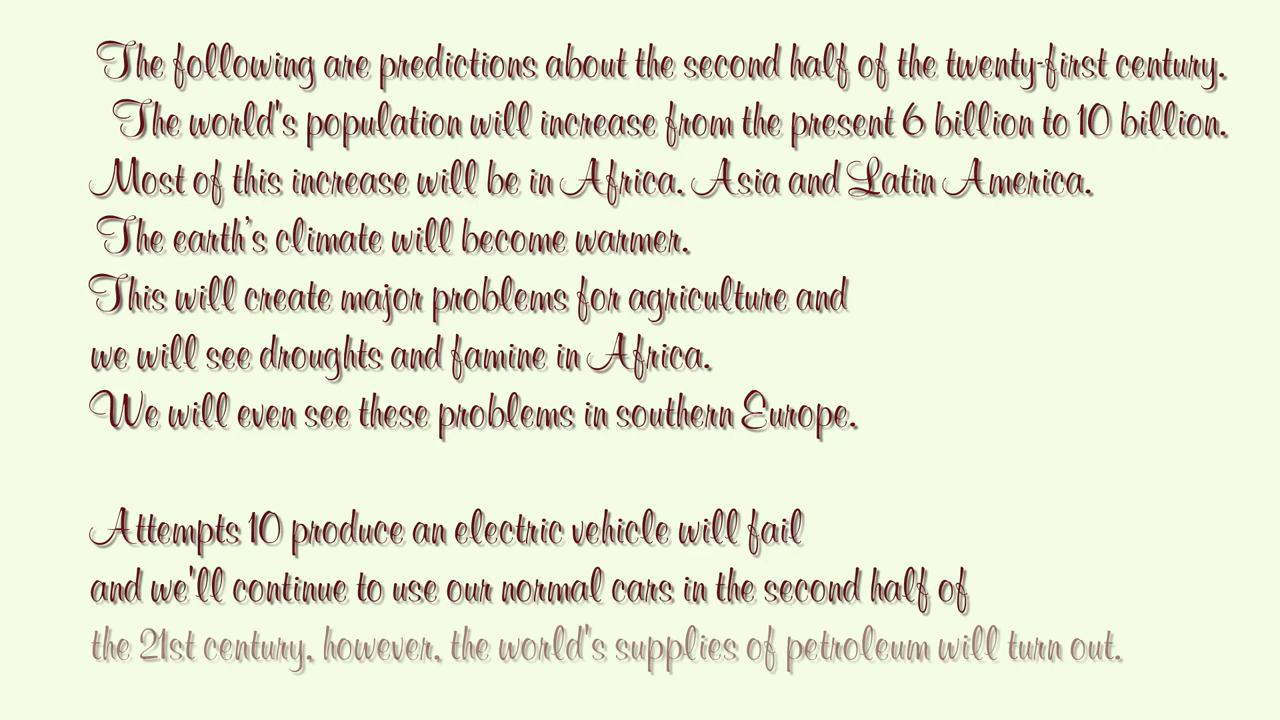 The following are predictions about the second half of the twenty-first century.
The world's population will increase from the present 6 billion to 10 billion.
Most of this increase will be in Africa. Asia and Latin America.
The earth's climate will become warmer.
This will create major problems for agriculture and
we will see droughts and famine in Africa.
We will even see these problems in southern Europe.
Attempts 10 produce an electric vehicle will fail
and we'll continue to use our normal cars in the second half of
the 21st century. however. the world's supplies of petroleum will turn out.